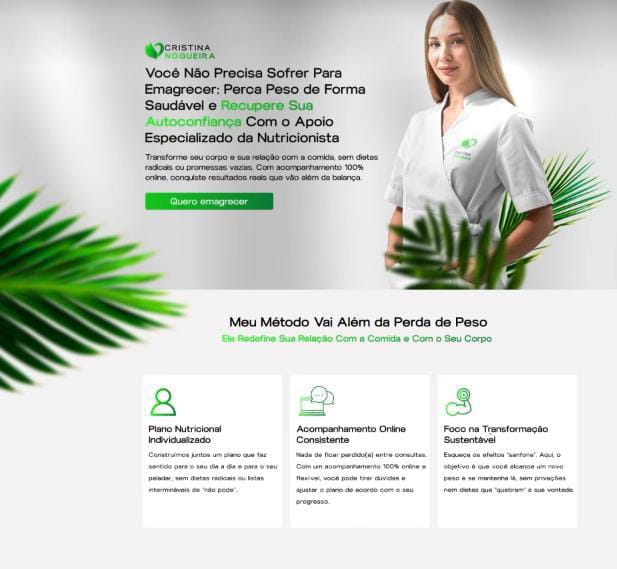 CRISTINA
NOGUEIRA
Você Não Precisa Sofrer Para
Emagrecer: Perca Peso de Forma
Saudável e Recupere Sua
Autoconfiança Com o Apoio
Especializado da Nutricionista
Transforme seu corpo e sua relação com a comida, sem dietas
radicais ou promessas vazias. Com acompanhamento 100%
online, conquiste resultados reais que vão além da balança.
Quero emagrecer
CRISTINA
NOGUEIRA
Meu Método Vai Além da Perda de Peso
Ele Redefine Sua Relação Com a Comida e Com o Seu Corpo
Plano Nutricional
Individualizado
Construímos juntos um plano que faz
sentido para o seu dia a dia e para o seu
paladar, sem dietas radicais ou listas
intermináveis de "não pode".
Acompanhamento Online
Consistente
Nada de ficar perdido(a) entre consultas.
Com um acompanhamento 100% online e
flexível, você pode tirar dúvidas e
ajustar o plano de acordo com o seu
progresso.
Foco na Transformação
Sustentável
Esqueça os efeitos "sanfona". Aqui, o
objetivo é que você alcance um novo
peso e se mantenha lá, sem privações
nem dietas que "quebram" a sua vontade.